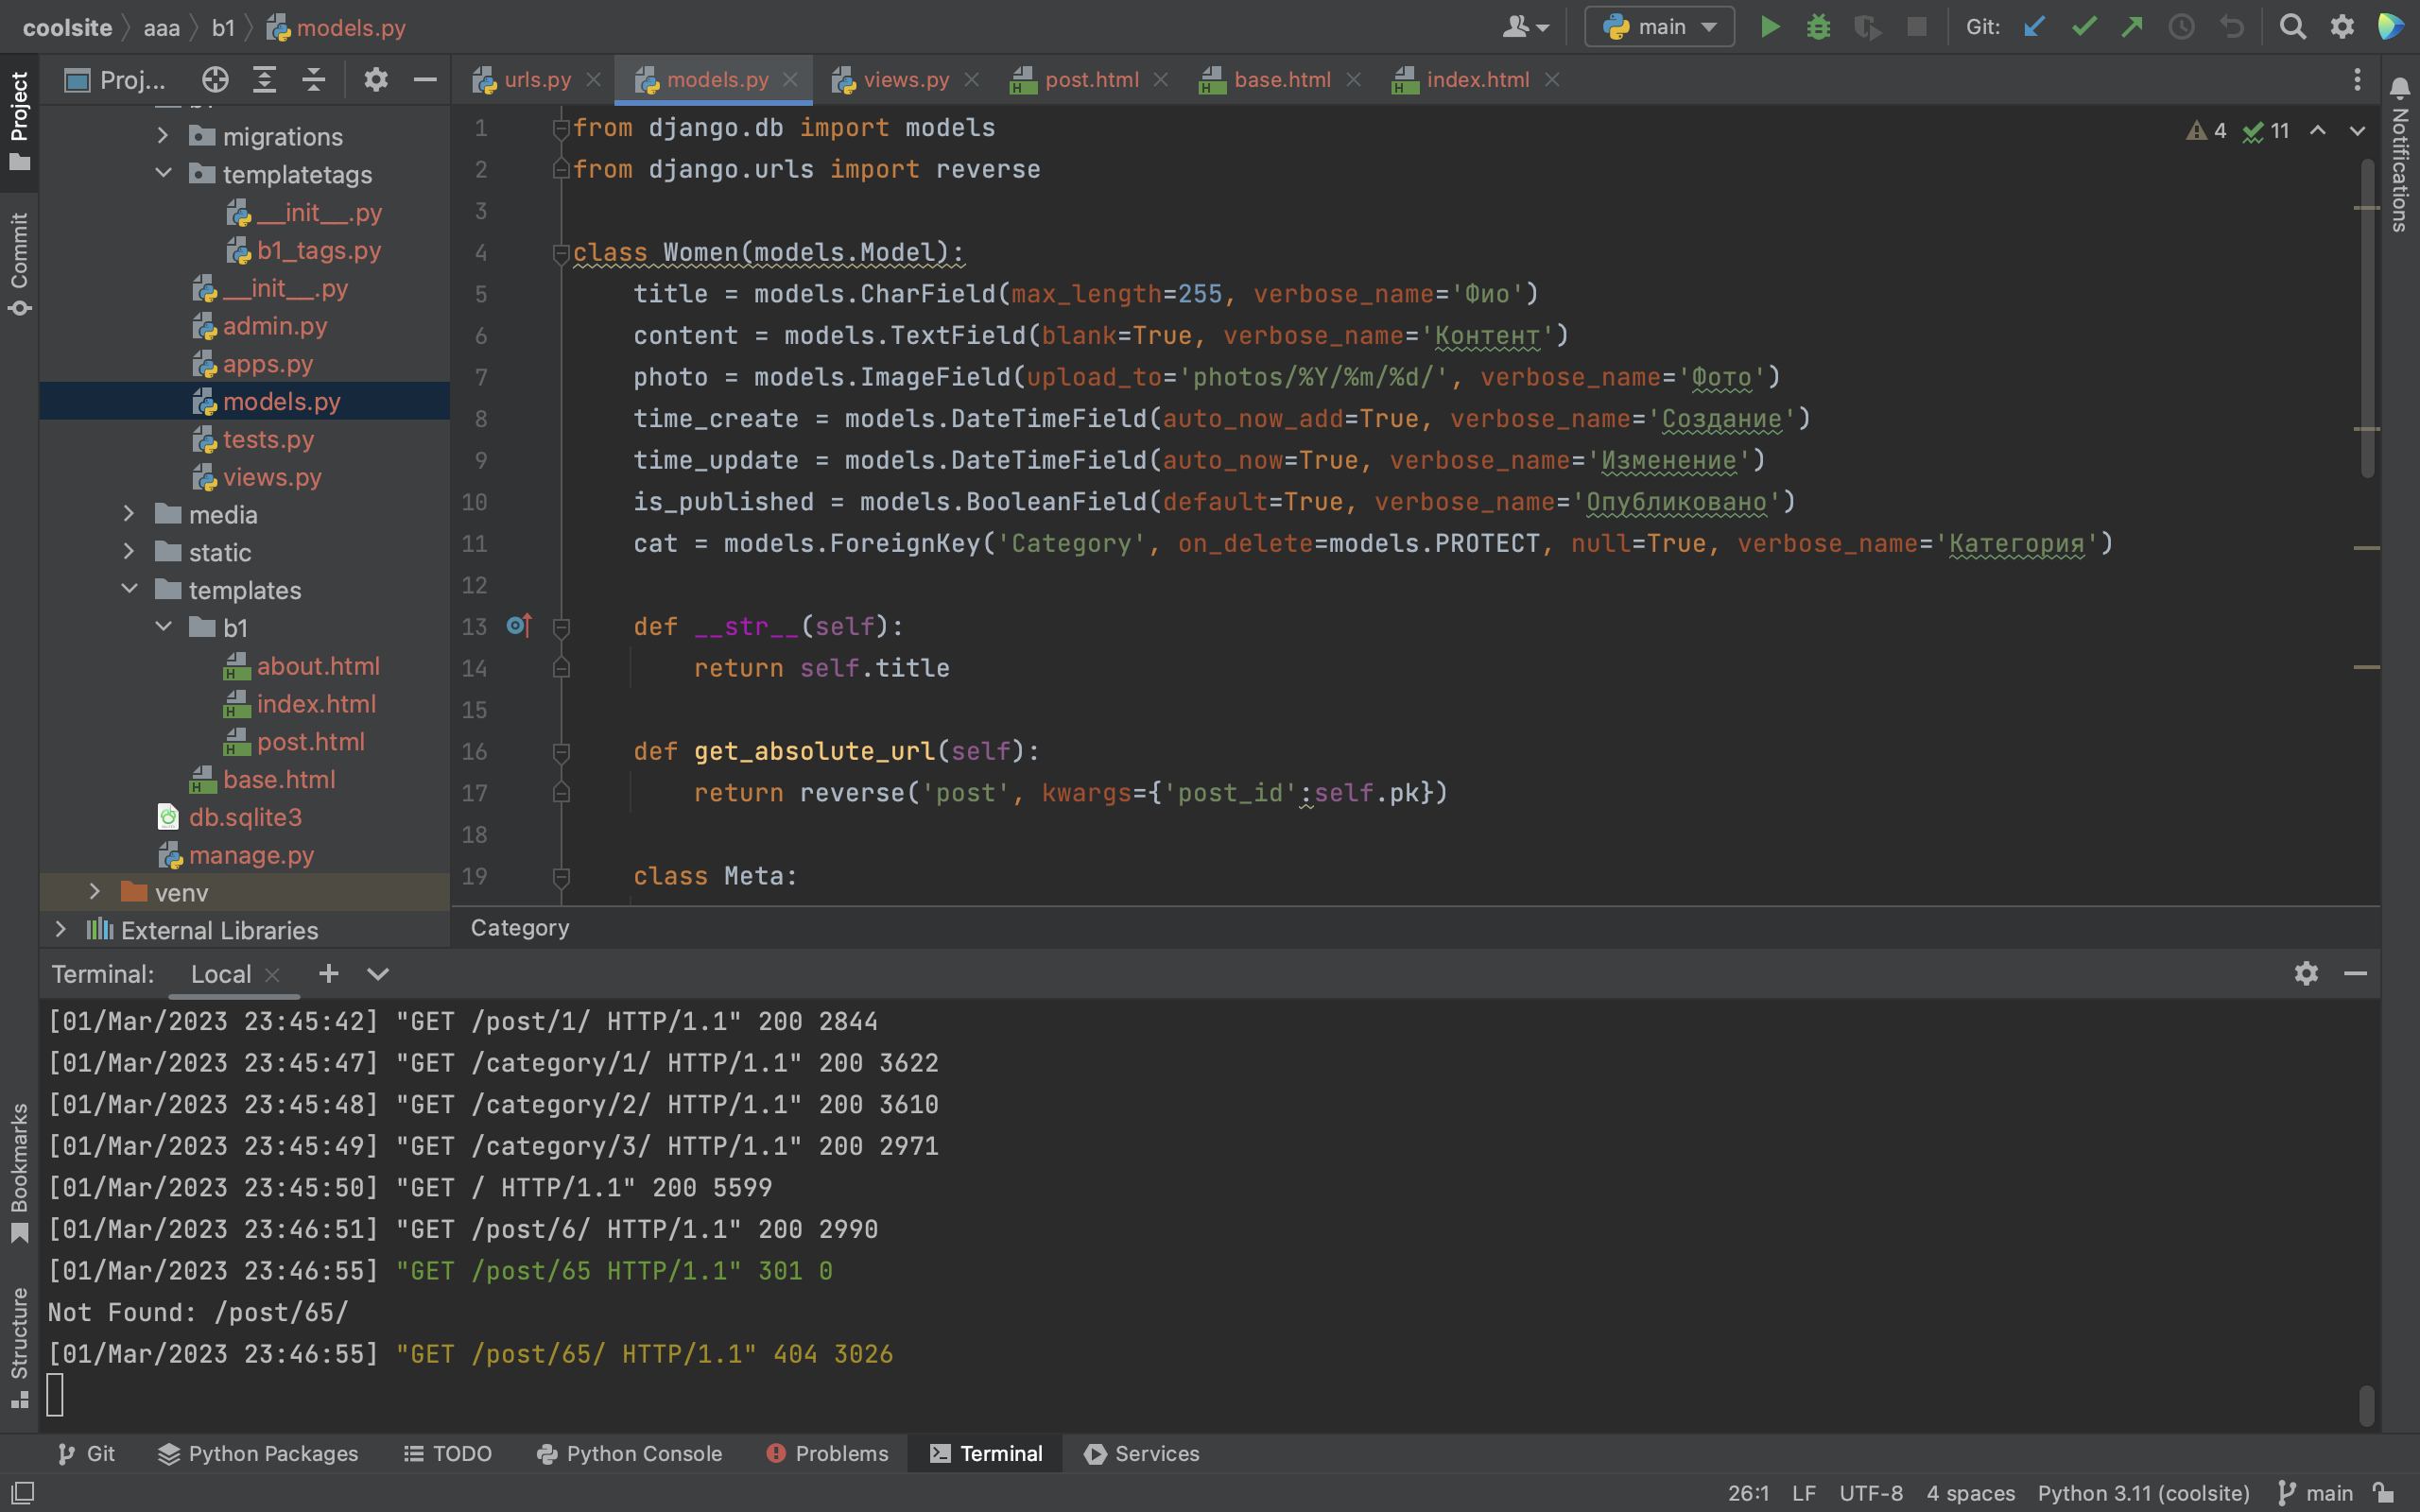 coolsite aaa b1 models.py main Git:
Project
Commit
Bookmarks
Structure
Notifications
Proj...
migrations
templatetags
__init__.py
b1_tags.py
__init__.py
admin.py
apps.py
models.py
tests.py
views.py
media
static
templates
b1
about.html
index.html
post.html
base.html
db.sqlite3
manage.py
venv
External Libraries
urls.py models.py views.py post.html base.html index.html
4 11
1 from django.db import models
2 from django.urls import reverse
3
4 class Women(models.Model):
5 title = models.CharField(max_length=255, verbose_name='Фио')
6 content = models.TextField(blank=True, verbose_name='Контент')
7 photo = models.ImageField(upload_to='photos/%Y/%m/%d/', verbose_name='Фото')
8 time_create = models.DateTimeField(auto_now_add=True, verbose_name='Создание')
9 time_update = models.DateTimeField(auto_now=True, verbose_name='Изменение')
10 is_published = models.BooleanField(default=True, verbose_name='Опубликовано')
11 cat = models.ForeignKey('Category', on_delete=models.PROTECT, null=True, verbose_name='Категория')
12
13 def __str__(self):
14 return self.title
15
16 def get_absolute_url(self):
17 return reverse('post', kwargs={'post_id':self.pk})
18
19 class Meta:
Category
Terminal: Local
[01/Mar/2023 23:45:42] "GET /post/1/ HTTP/1.1" 200 2844
[01/Mar/2023 23:45:47] "GET /category/1/ HTTP/1.1" 200 3622
[01/Mar/2023 23:45:48] "GET /category/2/ HTTP/1.1" 200 3610
[01/Mar/2023 23:45:49] "GET /category/3/ HTTP/1.1" 200 2971
[01/Mar/2023 23:45:50] "GET / HTTP/1.1" 200 5599
[01/Mar/2023 23:46:51] "GET /post/6/ HTTP/1.1" 200 2990
[01/Mar/2023 23:46:55] "GET /post/65 HTTP/1.1" 301 0
Not Found: /post/65/
[01/Mar/2023 23:46:55] "GET /post/65/ HTTP/1.1" 404 3026
Git Python Packages TODO Python Console Problems Terminal Services
26:1 LF UTF-8 4 spaces Python 3.11 (coolsite) main